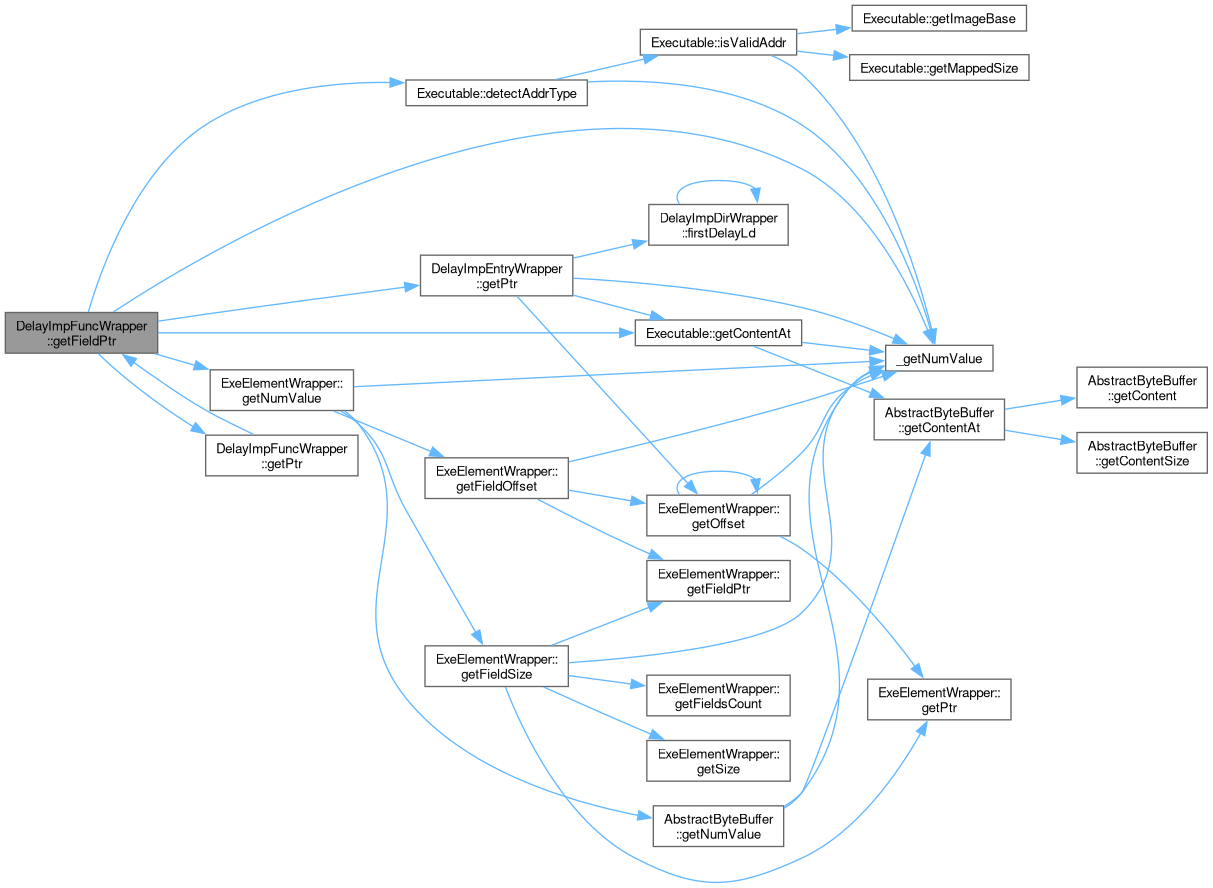 Executable::getImageBase
Executable::isValidAddr
Executable::getMappedSize
Executable::detectAddrType
DelayImpDirWrapper
::firstDelayLd
DelayImpEntryWrapper
::getPtr
DelayImpFuncWrapper
::getFieldPtr
Executable::getContentAt
_getNumValue
ExeElementWrapper::
getNumValue
AbstractByteBuffer
::getContent
AbstractByteBuffer
::getContentAt
DelayImpFuncWrapper
::getPtr
AbstractByteBuffer
::getContentSize
ExeElementWrapper::
getFieldOffset
ExeElementWrapper::
getOffset
ExeElementWrapper::
getFieldPtr
ExeElementWrapper::
getFieldSize
ExeElementWrapper::
getFieldsCount
ExeElementWrapper::
getPtr
ExeElementWrapper::
getSize
AbstractByteBuffer
::getNumValue